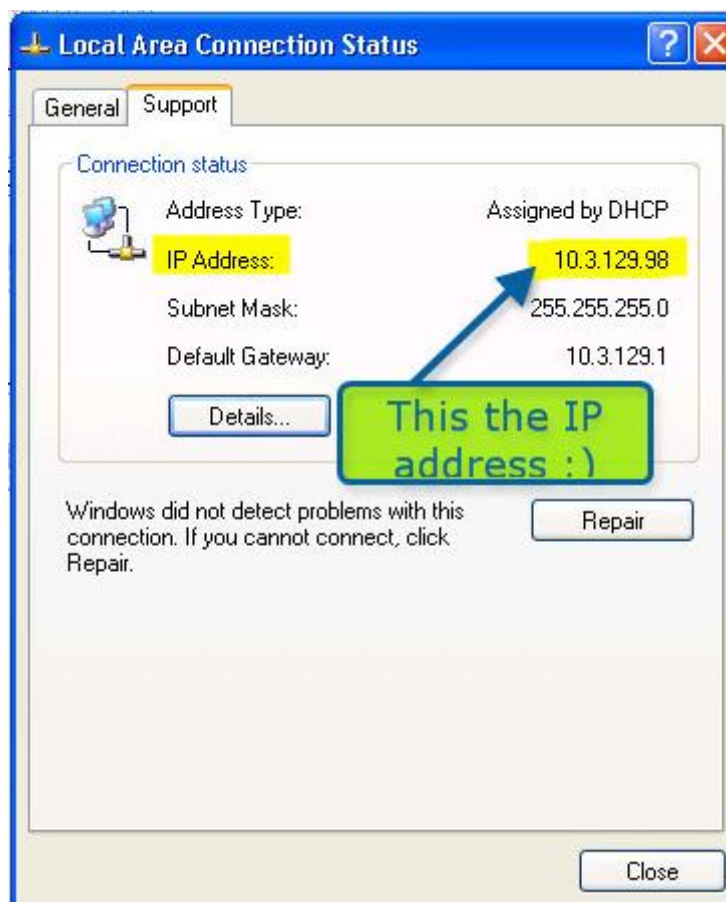 Local Area Connection Status
General Support
Connection status
Address Type: Assigned by DHCP
IP Address: 10.3.129.98
Subnet Mask: 255.255.255.0
Default Gateway: 10.3.129.1
Details...
This the IP
address :)
Windows did not detect problems with this
connection. If you cannot connect, click
Repair.
Repair
Close